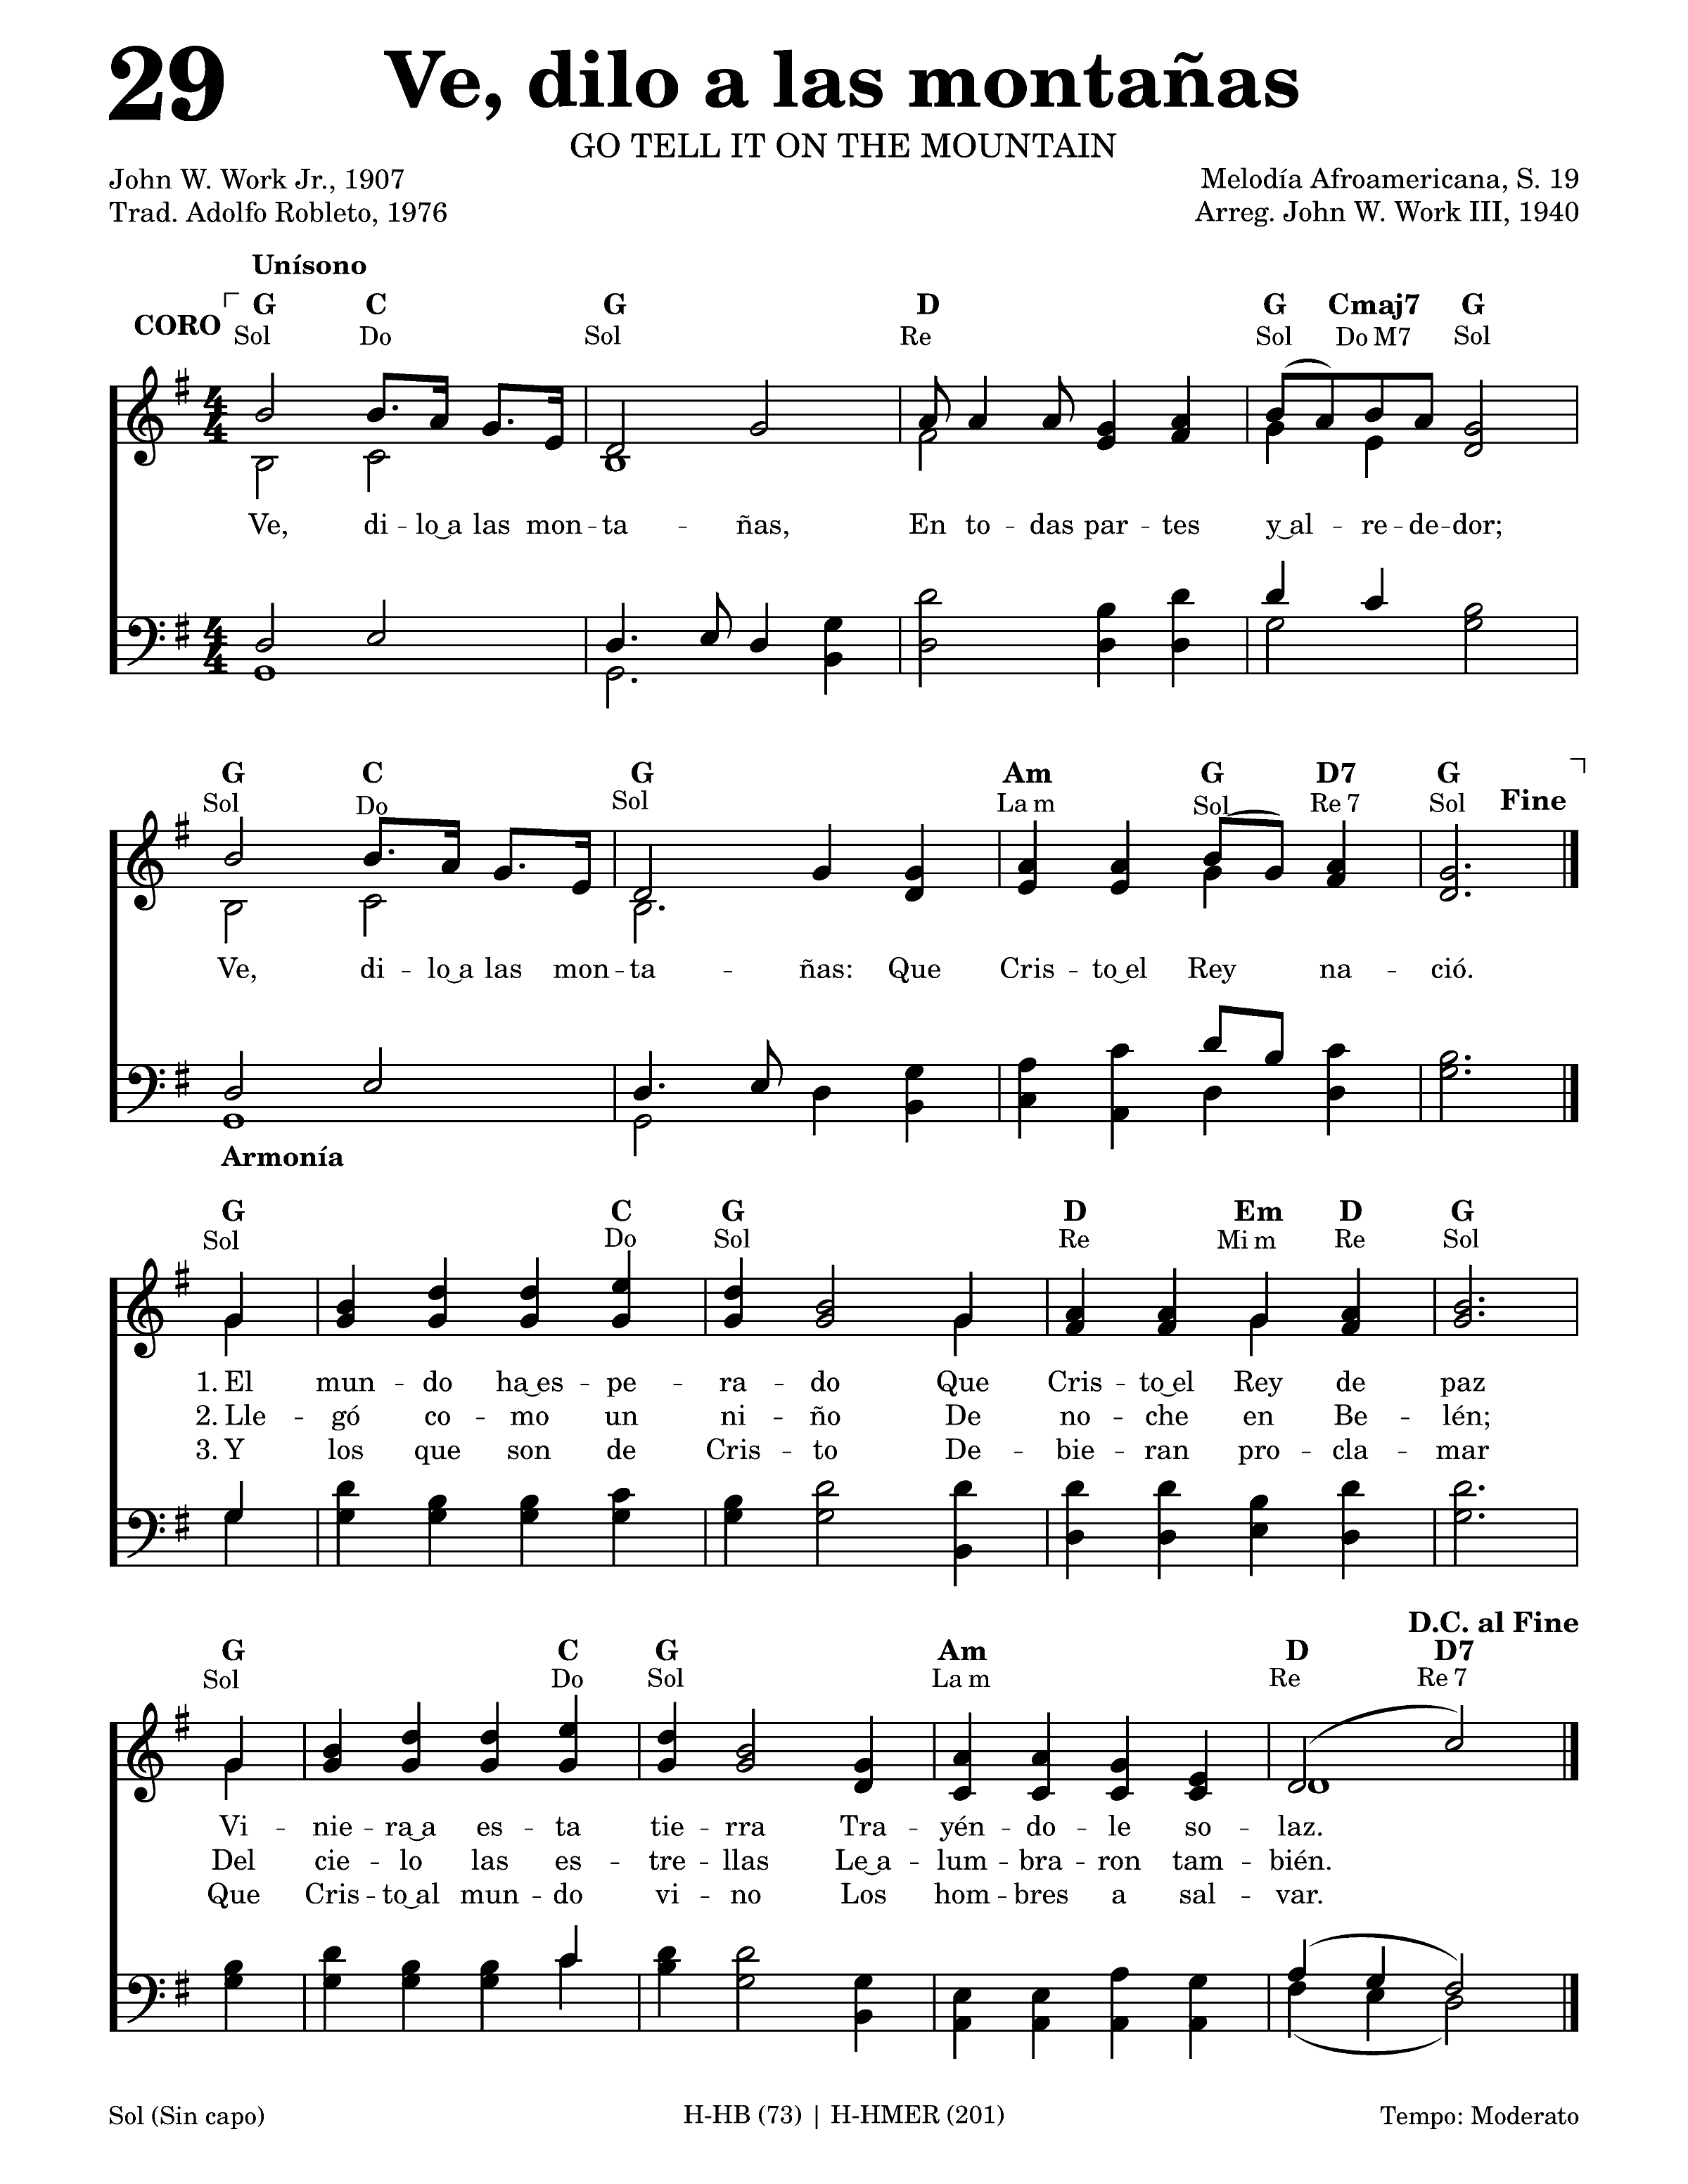 29
Ve, dilo a las montañas
GO TELL IT ON THE MOUNTAIN
John W. Work Jr., 1907
Melodía Afroamericana, S. 19
Trad. Adolfo Robleto, 1976
Arreg. John W. Work III, 1940
Unísono
G C G D G Cmaj7 G
CORO
Sol Do Sol Re Sol Do M7 Sol
4 4
Ve, di - lo‿a las mon - ta - ñas, En to - das par - tes y‿al - re - de - dor;
4 4
G C G Am G D7 G
Sol Do Sol La m Sol Re 7 Sol Fine
Ve, di - lo‿a las mon - ta - ñas: Que Cris - to‿el Rey na - ció.
Armonía
G C G D Em D G
Sol Do Sol Re Mi m Re Sol
1. El mun - do ha‿es - pe - ra - do Que Cris - to‿el Rey de paz
2. Lle - gó co - mo un ni - ño De no - che en Be - lén;
3. Y los que son de Cris - to De - bie - ran pro - cla - mar
D.C. al Fine
G C G Am D D7
Sol Do Sol La m Re Re 7
Vi - nie - ra‿a es - ta tie - rra Tra - yén - do - le so - laz.
Del cie - lo las es - tre - llas Le‿a - lum - bra - ron tam - bién.
Que Cris - to‿al mun - do vi - no Los hom - bres a sal - var.
Sol (Sin capo)
H-HB (73) | H-HMER (201)
Tempo: Moderato